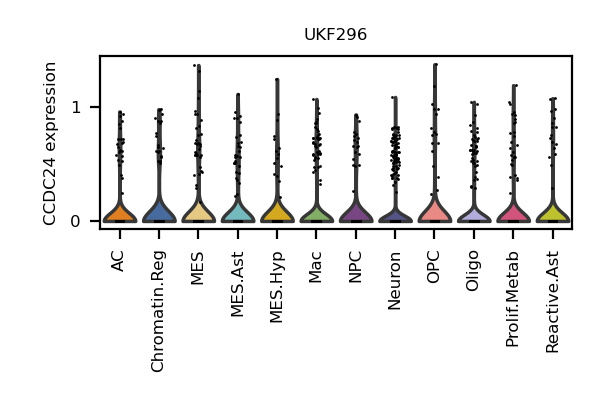 UKF296
CCDC24 expression
1
0
AC
Chromatin.Reg
MES
MES.Ast
MES.Hyp
Mac
NPC
Neuron
OPC
Oligo
Prolif.Metab
Reactive.Ast